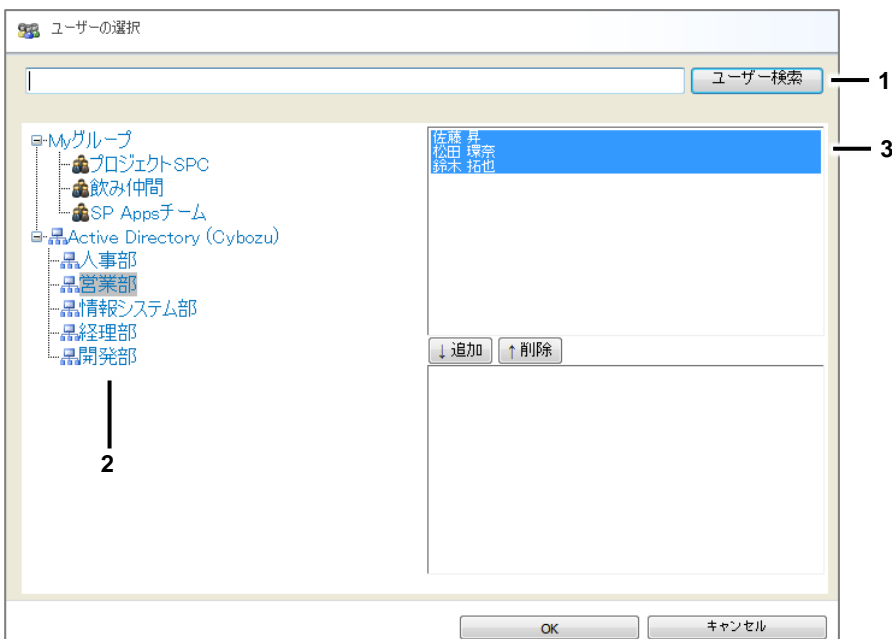 ユーザーの選択
ユーザー検索
1
Myグループ
プロジェクトSPC
飲み仲間
SP Appsチーム
Active Directory (Cybozu)
人事部
営業部
情報システム部
経理部
開発部
2
佐藤 昇
松田 環奈
鈴木 拓也
3
↓追加
↑削除
OK
キャンセル